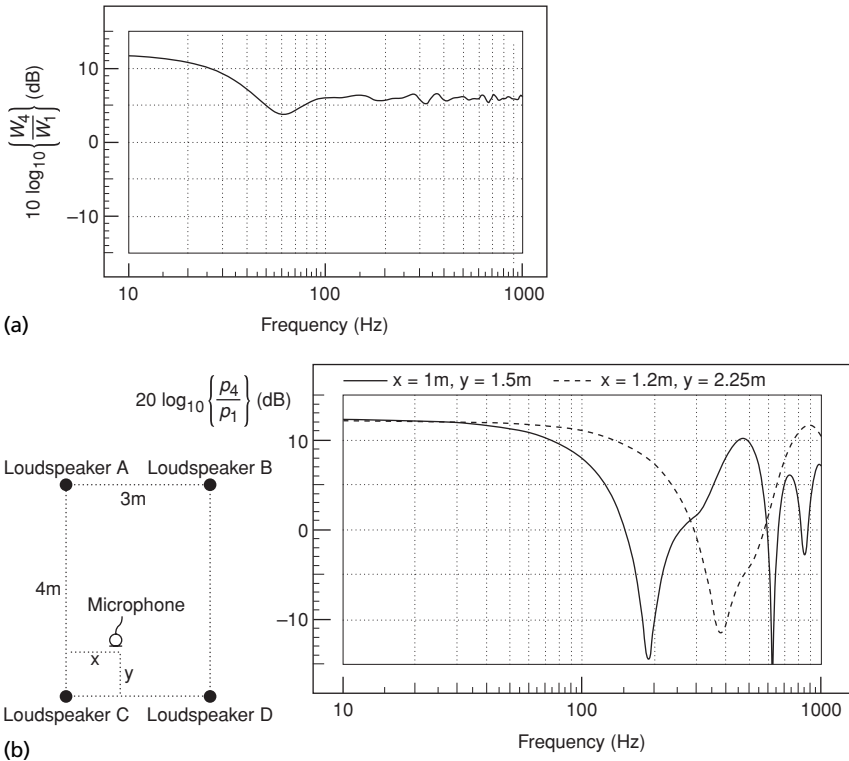 10 log10 { W4 / W1 } (dB)
10
0
−10
10
100
1000
Frequency (Hz)
(a)
20 log10 { p4 / p1 } (dB)
x = 1m, y = 1.5m
x = 1.2m, y = 2.25m
10
0
−10
10
100
1000
Frequency (Hz)
Loudspeaker A
Loudspeaker B
3m
4m
Microphone
x
y
Loudspeaker C
Loudspeaker D
(b)